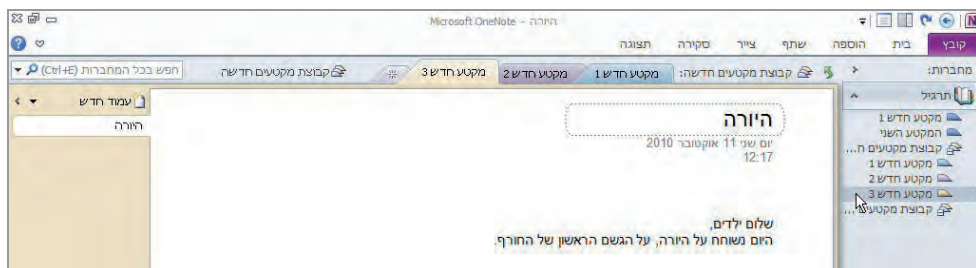 היורה - Microsoft OneNote
קובץ בית הוספה שתף צייר סקירה תצוגה
מחברות:
קבוצת מקטעים חדשה: מקטע חדש 1 מקטע חדש 2 מקטע חדש 3 קבוצת מקטעים חדשה
חפש בכל המחברות (Ctrl+E)
תרגיל
מקטע חדש 1
המקטע השני
קבוצת מקטעים ח...
מקטע חדש 1
מקטע חדש 2
מקטע חדש 3
קבוצת מקטעים ...
היורה
יום שני 11 אוקטובר 2010
12:17
שלום ילדים,
היום נשוחח על היורה, על הגשם הראשון של החורף.
עמוד חדש
היורה